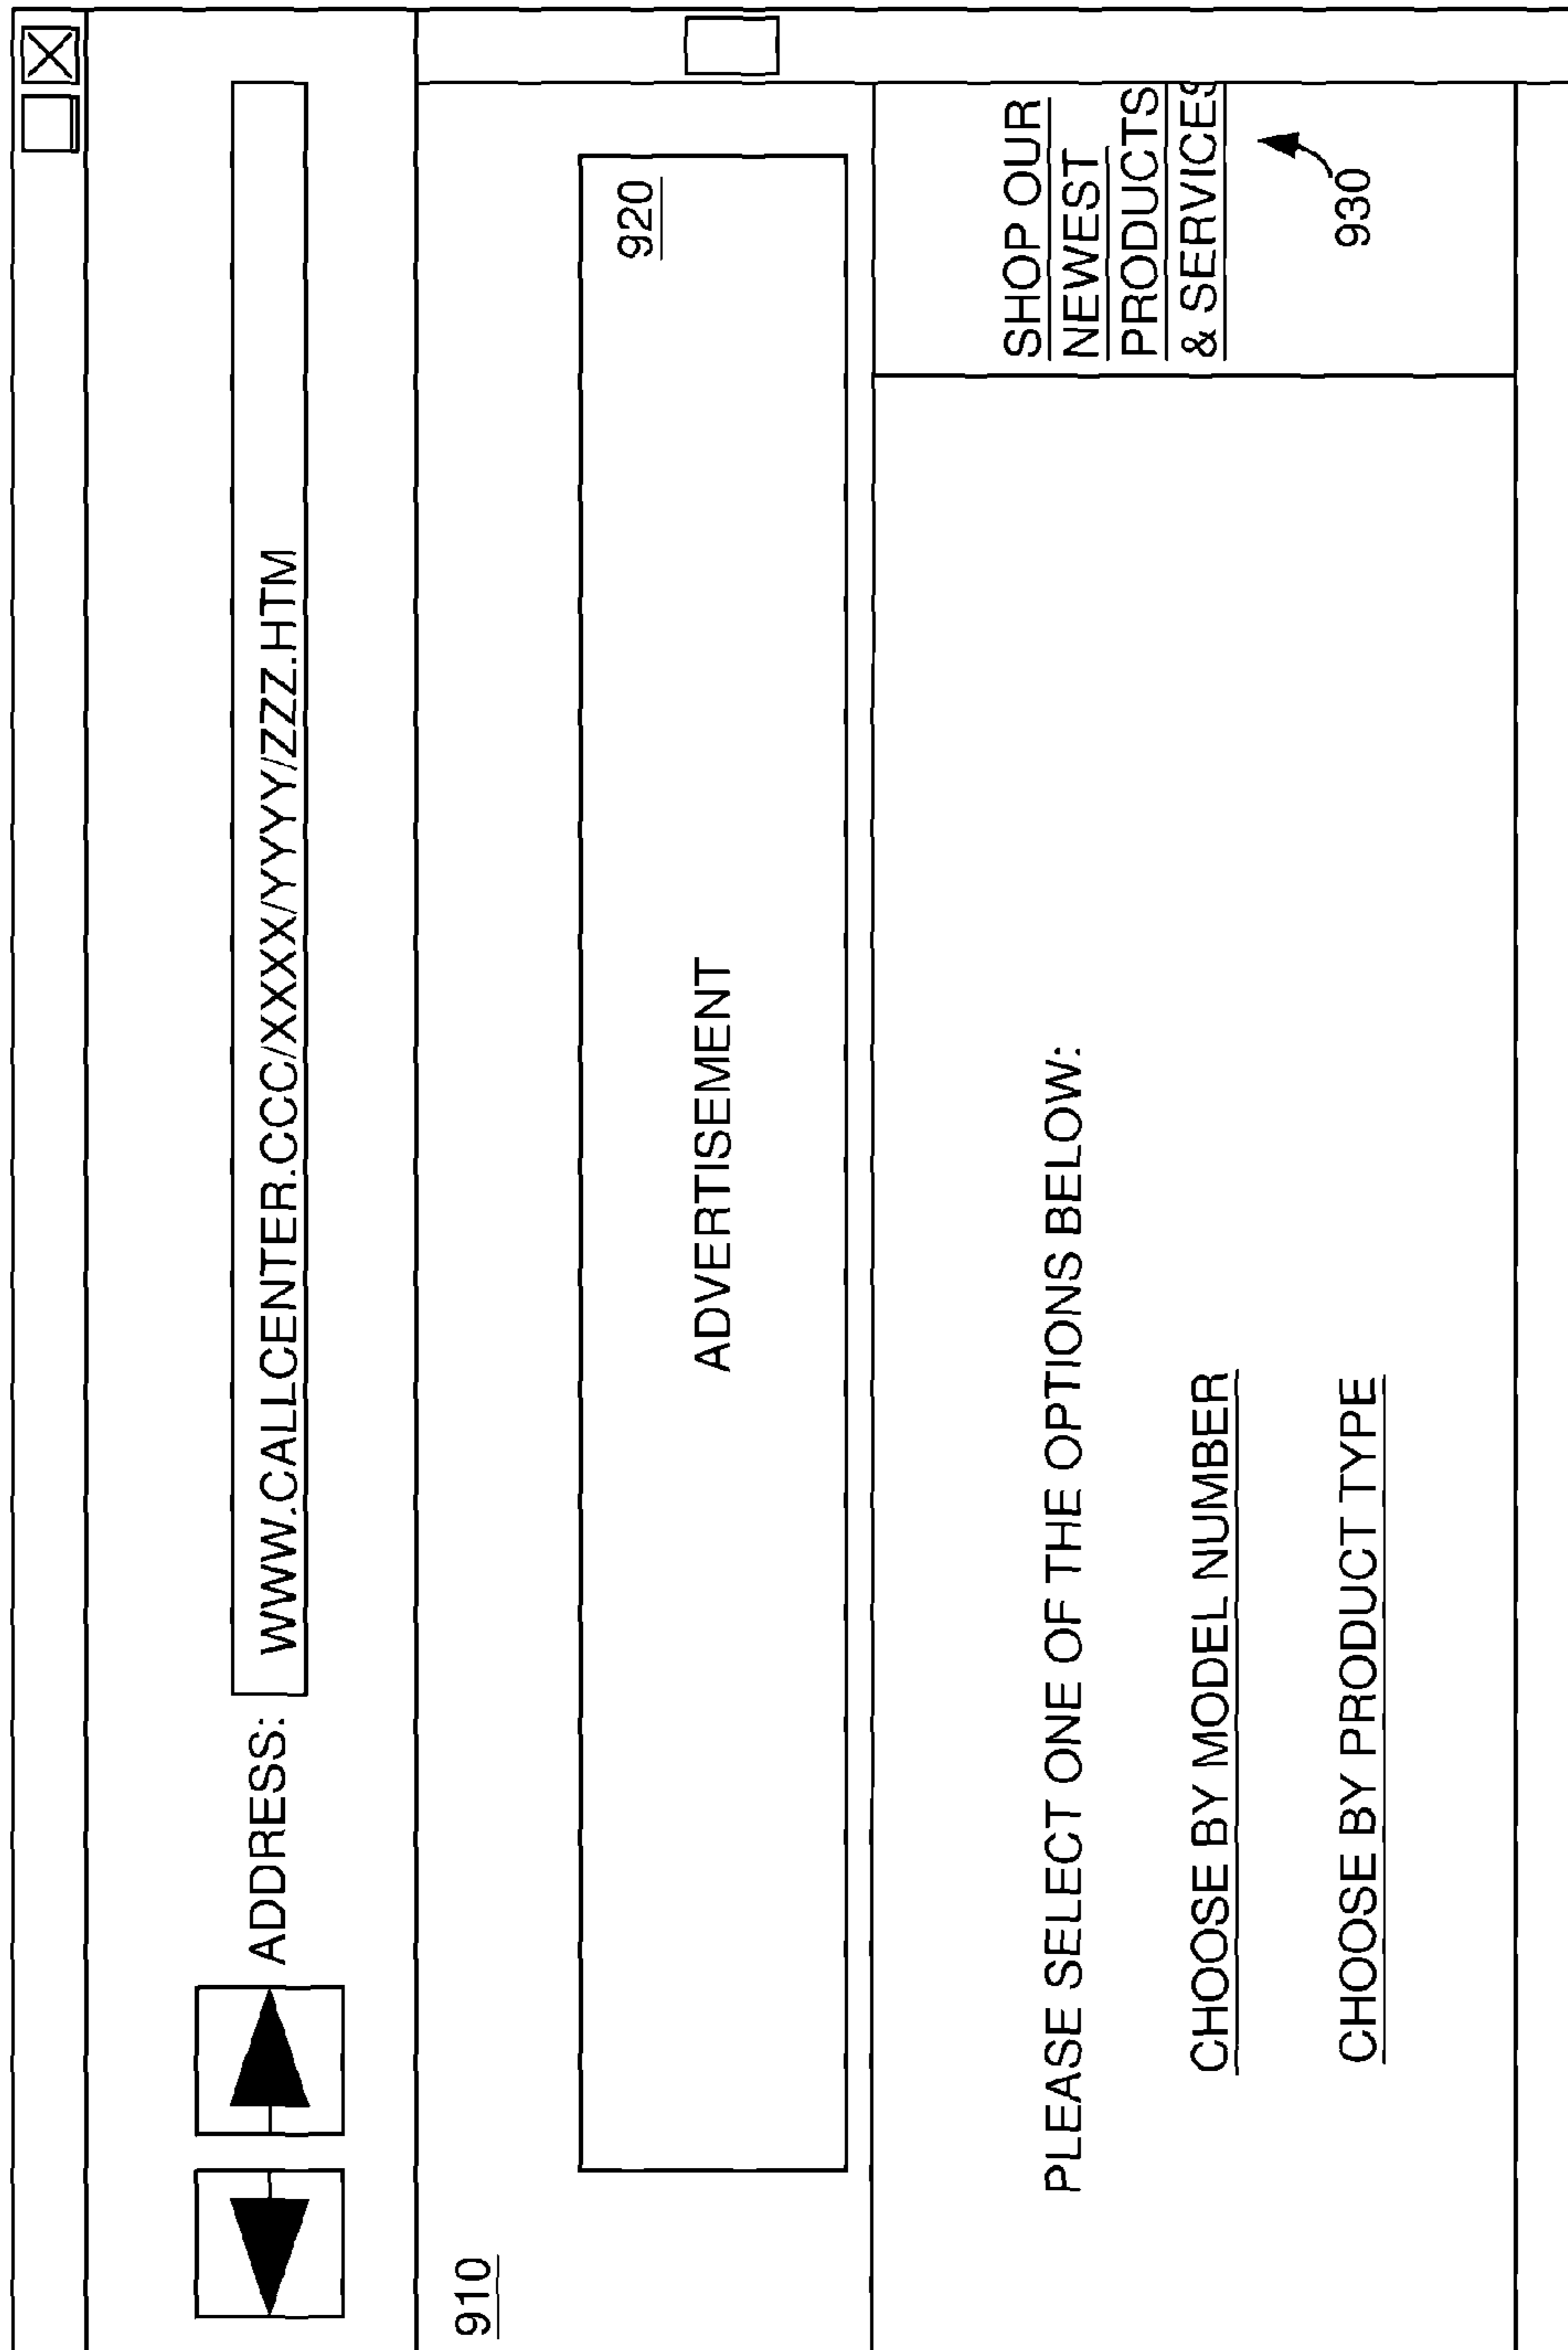 ADDRESS: WWW.CALLCENTER.CCC/XXXX/YYYY/ZZZ.HTM
910
920
ADVERTISEMENT
PLEASE SELECT ONE OF THE OPTIONS BELOW:
CHOOSE BY MODEL NUMBER
CHOOSE BY PRODUCT TYPE
SHOP OUR
NEWEST
PRODUCTS
& SERVICES
930